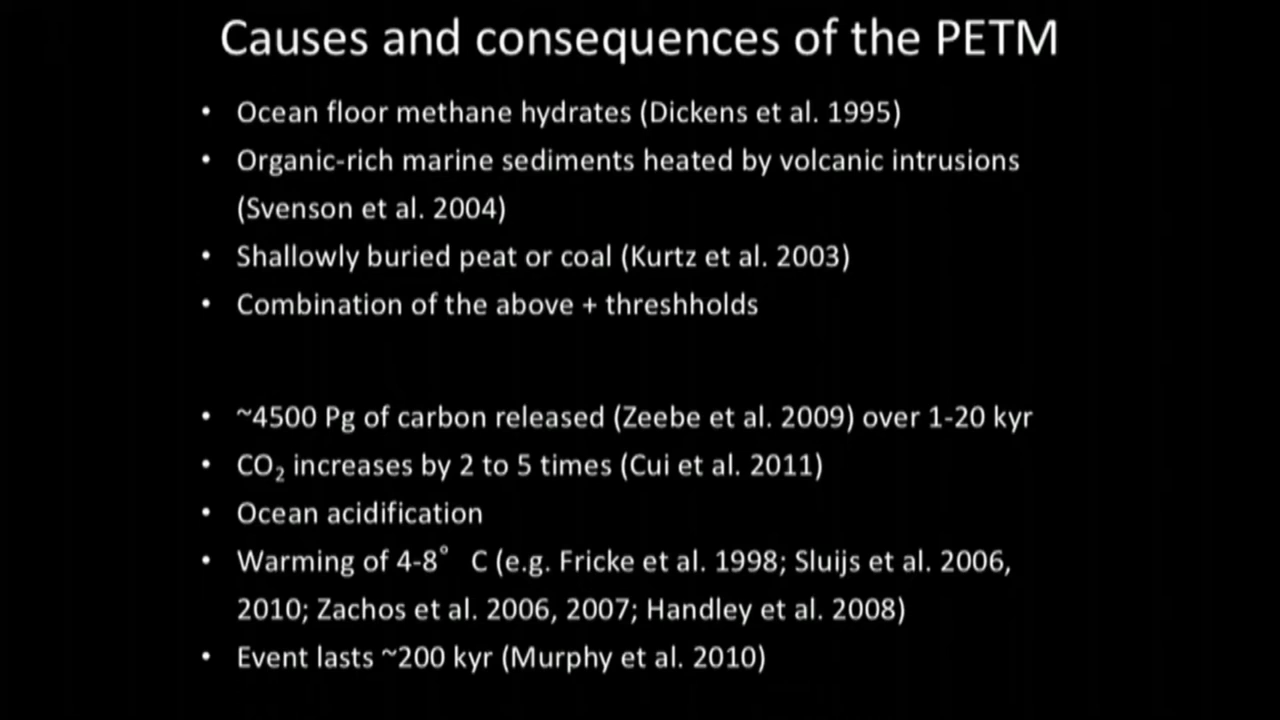 Causes and consequences of the PETM
• Ocean floor methane hydrates (Dickens et al. 1995)
• Organic-rich marine sediments heated by volcanic intrusions
(Svenson et al. 2004)
• Shallowly buried peat or coal (Kurtz et al. 2003)
• Combination of the above + threshholds
• ~4500 Pg of carbon released (Zeebe et al. 2009) over 1-20 kyr
• CO₂ increases by 2 to 5 times (Cui et al. 2011)
• Ocean acidification
• Warming of 4-8° C (e.g. Fricke et al. 1998; Sluijs et al. 2006,
2010; Zachos et al. 2006, 2007; Handley et al. 2008)
• Event lasts ~200 kyr (Murphy et al. 2010)